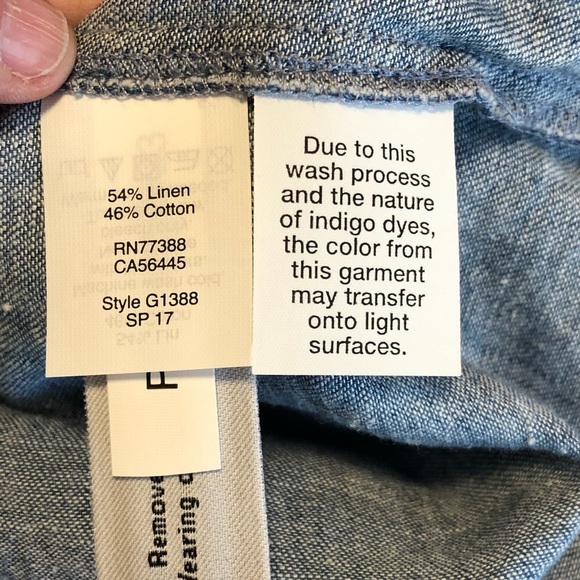 54% Linen
46% Cotton
RN77388
CA56445
Style G1388
SP 17
Due to this
wash process
and the nature
of indigo dyes,
the color from
this garment
may transfer
onto light
surfaces.
P
Remove